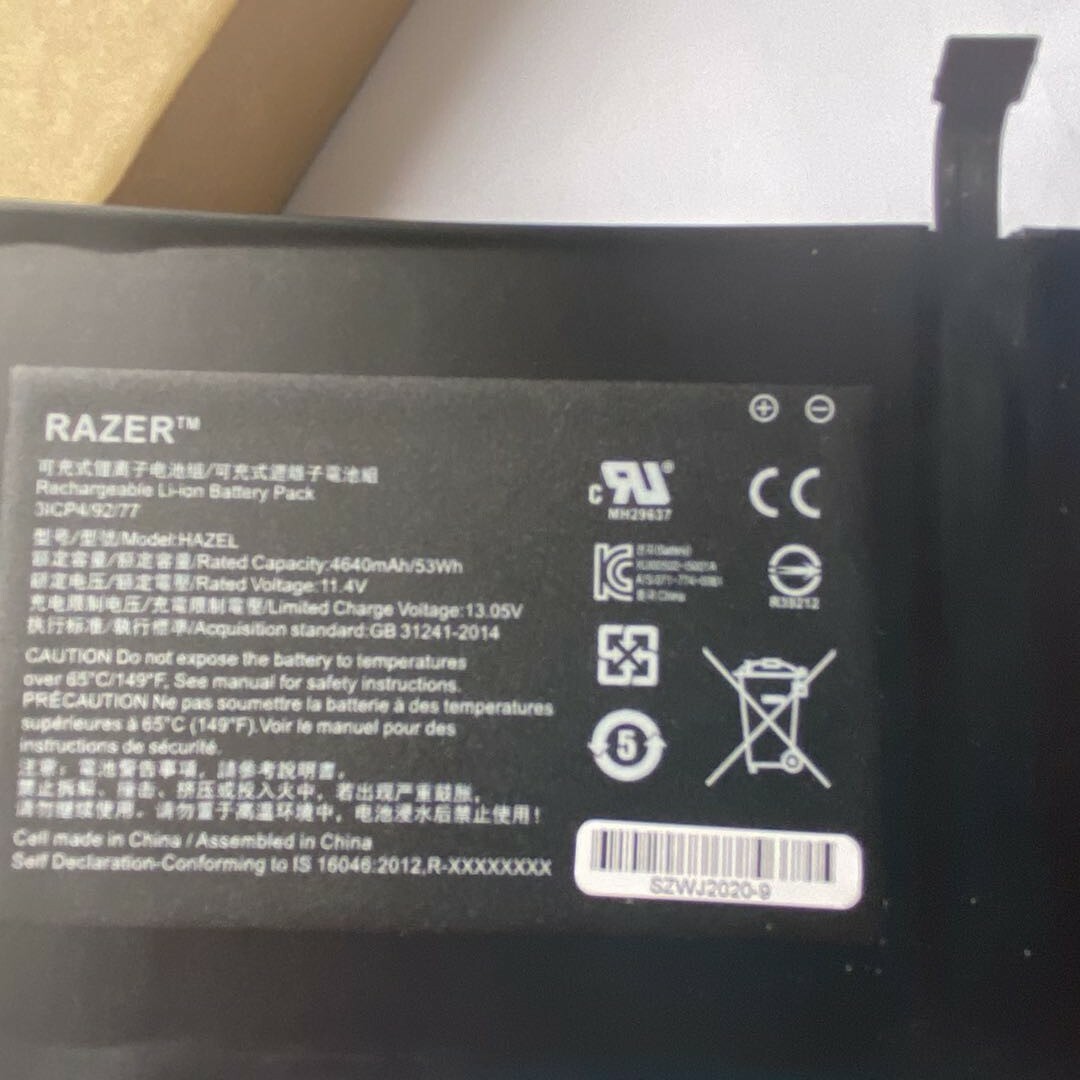 RAZER™
可充式锂离子电池组/可充式鋰離子電池組
Rechargeable Li-ion Battery Pack
3ICP4/92/77
型号/型號/Model:HAZEL
额定容量/額定容量/Rated Capacity:4640mAh/53Wh
额定电压/額定電壓/Rated Voltage:11.4V
充电限制电压/充電限制電壓/Limited Charge Voltage:13.05V
执行标准/執行標準/Acquisition standard:GB 31241-2014
CAUTION Do not expose the battery to temperatures
over 65°C/149°F, See manual for safety instructions.
PRÉCAUTION Ne pas soumettre la batterie à des temperatures
supérieures à 65°C (149°F).Voir le manuel pour des
instructions de sécurité.
注意：電池警告事項，請參考說明書。
禁止拆解、撞击、挤压或投入火中，若出现严重鼓胀，
请勿继续使用。请勿置于高温环境中，电池浸水后禁止使用！
Cell made in China / Assembled in China
Self Declaration-Conforming to IS 16046:2012,R-XXXXXXXX
+ −
c RU ®
MH29637
CE
KC
China
R38212
5
SZWJ2020-9